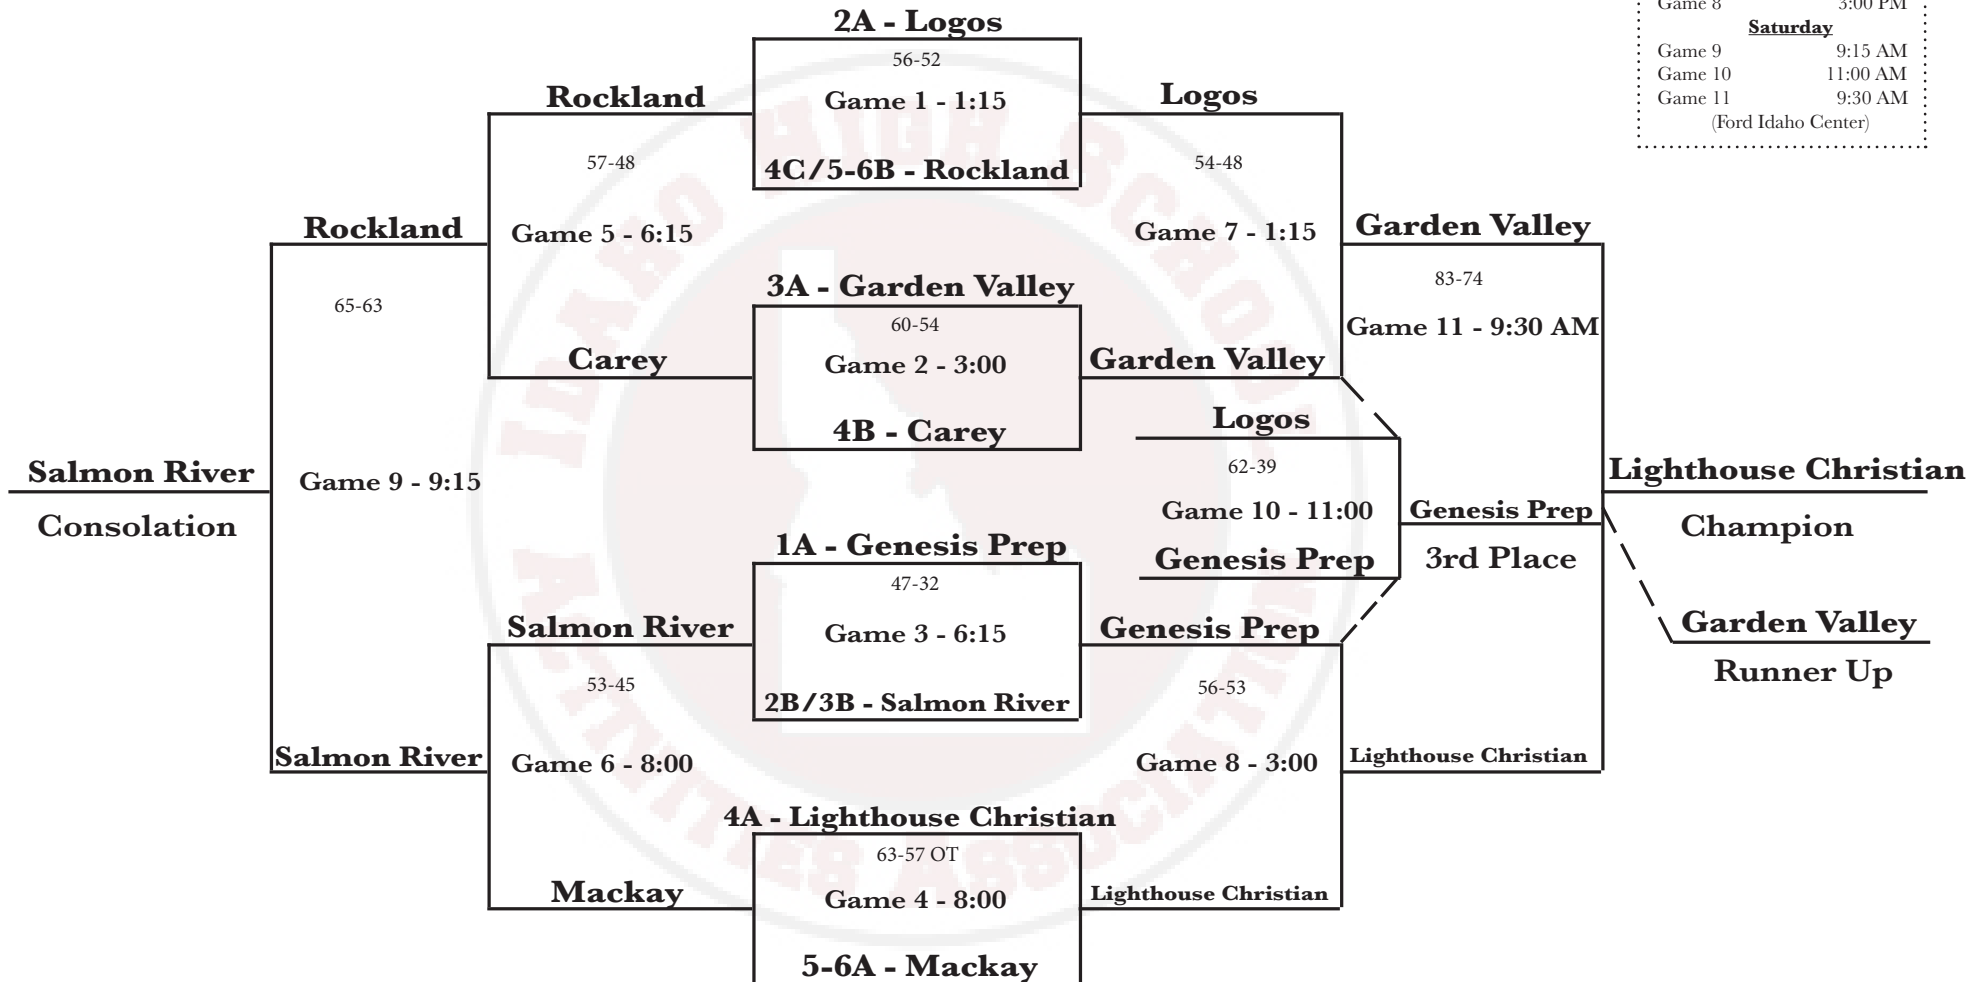 Game 8 3:00 PM
Saturday
Game 9 9:15 AM
Game 10 11:00 AM
Game 11 9:30 AM
(Ford Idaho Center)
2A - Logos
56-52
Game 1 - 1:15
4C/5-6B - Rockland
Rockland
Logos
57-48
Game 5 - 6:15
54-48
Game 7 - 1:15
Rockland
Garden Valley
65-63
83-74
Game 11 - 9:30 AM
3A - Garden Valley
60-54
Game 2 - 3:00
4B - Carey
Carey
Garden Valley
Logos
62-39
Game 10 - 11:00
Genesis Prep
Genesis Prep
3rd Place
Salmon River
Consolation
Game 9 - 9:15
Lighthouse Christian
Champion
Garden Valley
Runner Up
1A - Genesis Prep
47-32
Game 3 - 6:15
2B/3B - Salmon River
Salmon River
Genesis Prep
53-45
Game 6 - 8:00
56-53
Game 8 - 3:00
Salmon River
Lighthouse Christian
4A - Lighthouse Christian
63-57 OT
Game 4 - 8:00
5-6A - Mackay
Mackay
Lighthouse Christian
IDAHO HIGH SCHOOL
ACTIVITIES ASSOCIATION